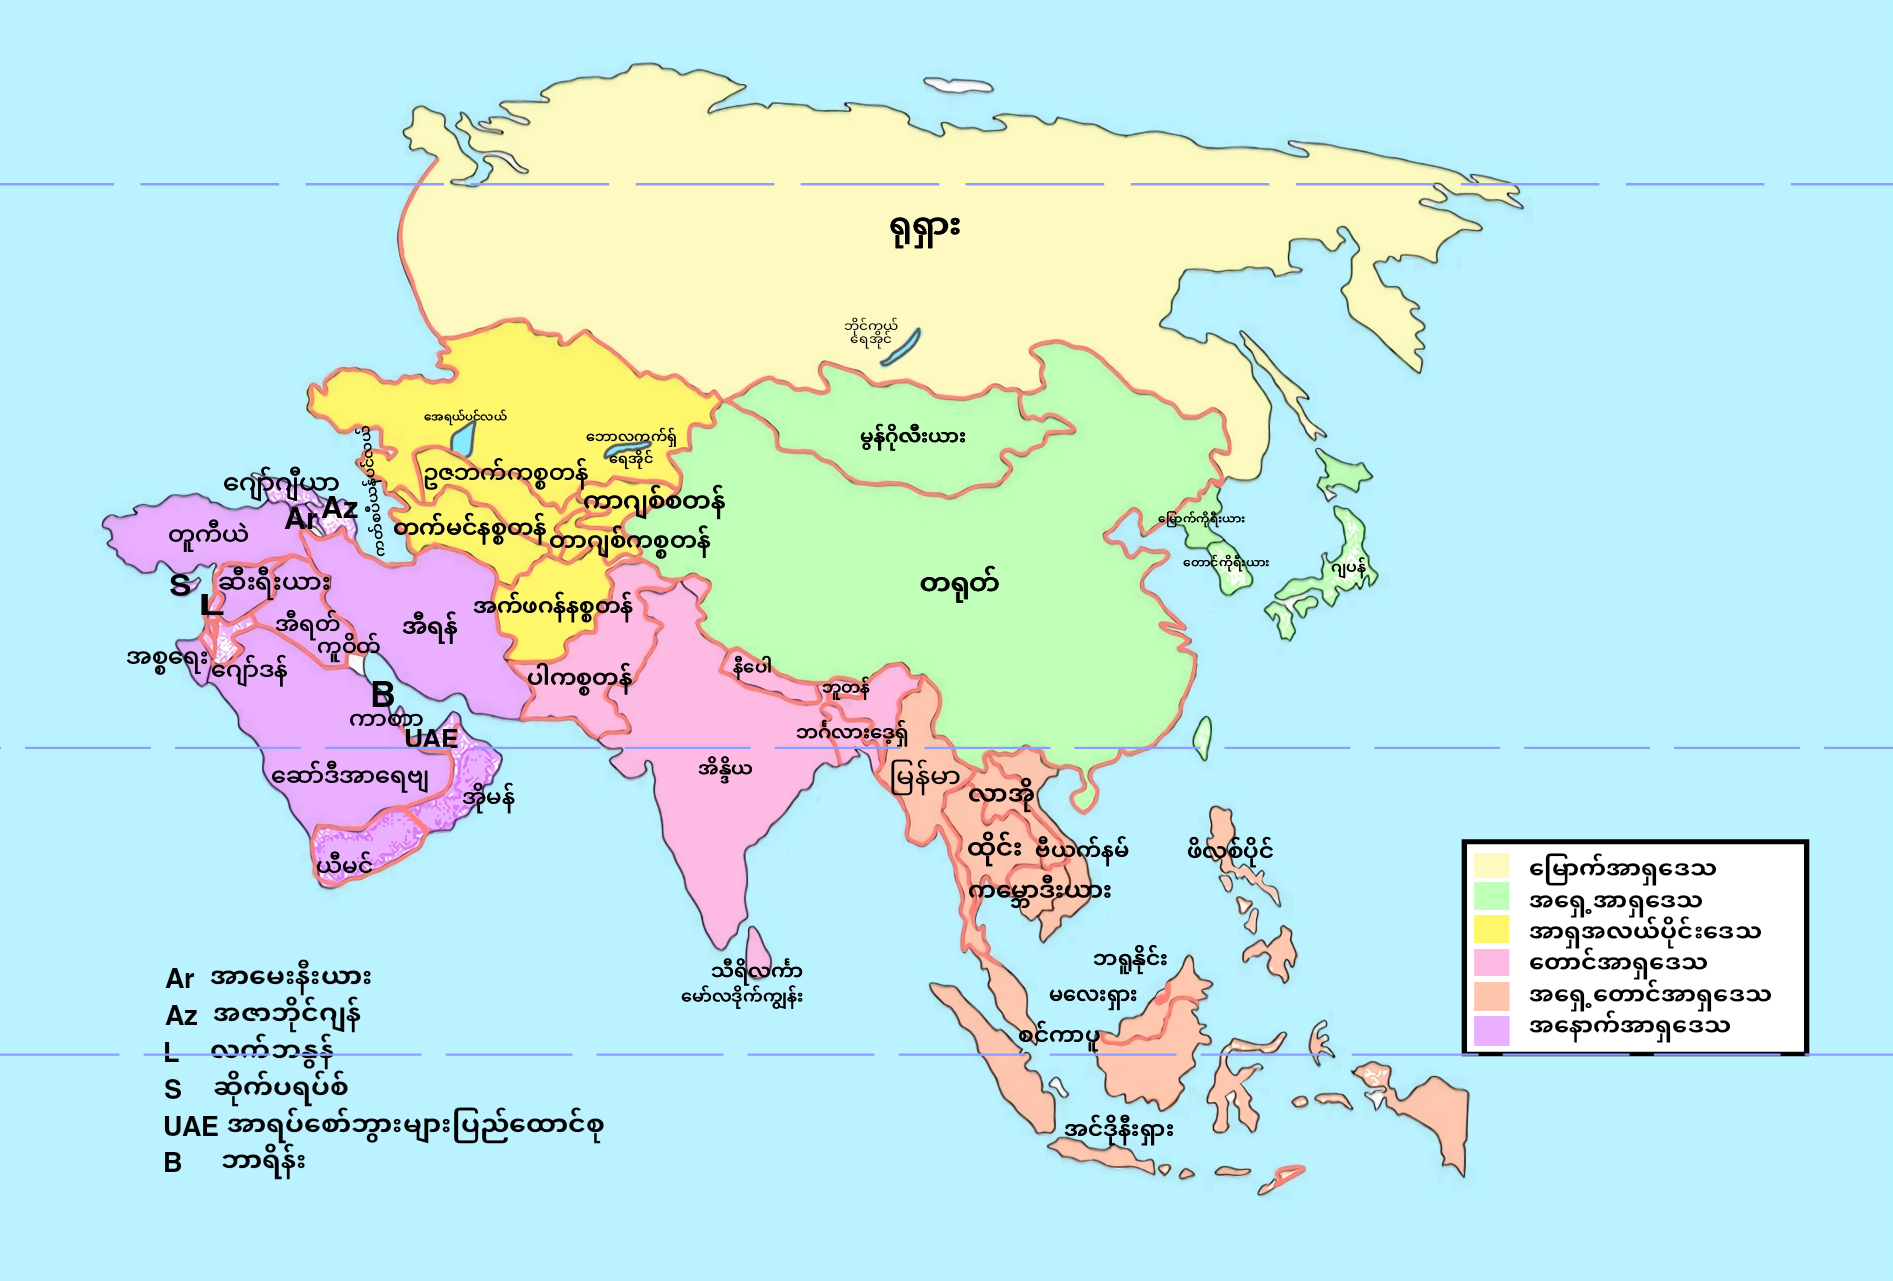 ရုရှား
ဘိုင်ကွယ်
ရေအိုင်
အေရယ်ပင်လယ်
ဘောလကက်ရှ်
ရေအိုင်
မွန်ဂိုလီးယား
ဥဇဘက်ကစ္စတန်
ဂျော်ဂျီယာ
Ar Az
ကာဂျစ်စတန်
တူကီယဲ
တက်မင်နစ္စတန်
တာဂျစ်ကစ္စတန်
မြောက်ကိုရီးယား
တောင်ကိုရီးယား
ဂျပန်
တရုတ်
S
ဆီးရီးယား
L
အက်ဖဂန်နစ္စတန်
အီရတ်
အီရန်
ကူဝိတ်
အစ္စရေး
ဂျော်ဒန်
ပါကစ္စတန်
နီပေါ
ဘူတန်
B
ကာတာ
UAE
ဘင်္ဂလားဒေ့ရှ်
ဆော်ဒီအာရေဗျ
အိန္ဒိယ
မြန်မာ
အိုမန်
လာအို
ထိုင်း
ဗီယက်နမ်
ဖိလစ်ပိုင်
ယီမင်
ကမ္ဘောဒီးယား
ဘရူနိုင်း
သီရိလင်္ကာ
မော်လဒိုက်ကျွန်း
မလေးရှား
စင်ကာပူ
အင်ဒိုနီးရှား
မြောက်အာရှဒေသ
အရှေ့အာရှဒေသ
အာရှအလယ်ပိုင်းဒေသ
တောင်အာရှဒေသ
အရှေ့တောင်အာရှဒေသ
အနောက်အာရှဒေသ
Ar အာမေးနီးယား
Az အဇာဘိုင်ဂျန်
L လက်ဘနွန်
S ဆိုက်ပရပ်စ်
UAE အာရပ်စော်ဘွားများပြည်ထောင်စု
B ဘာရိန်း